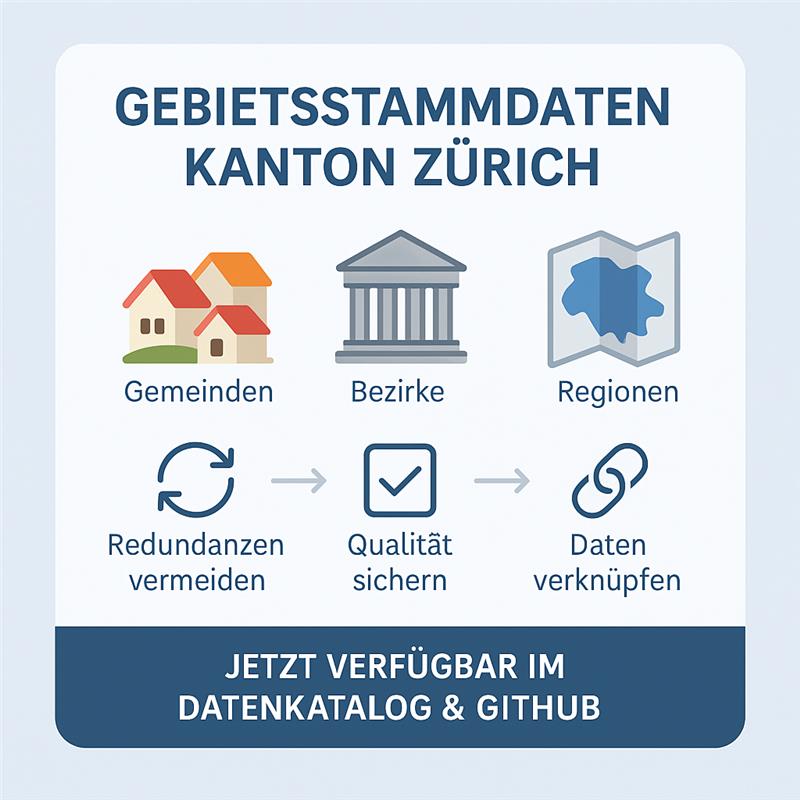 GEBIETSSTAMMDATEN
KANTON ZÜRICH
Gemeinden
Bezirke
Regionen
Redundanzen
vermeiden
Qualität
sichern
Daten
verknüpfen
JETZT VERFÜGBAR IM
DATENKATALOG & GITHUB